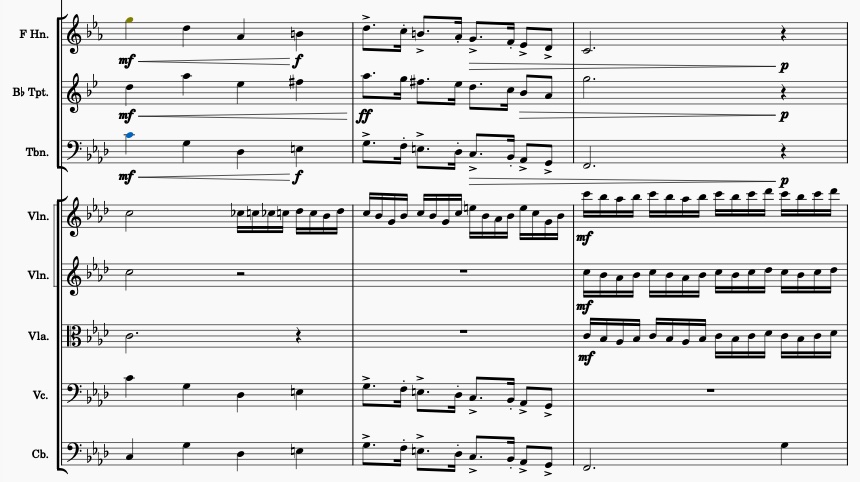 F Hn.
mf f
p
B♭ Tpt.
mf ff p
Tbn.
mf f
p
Vln.
mf
Vln.
mf
Vla.
mf
Vc.
Cb.